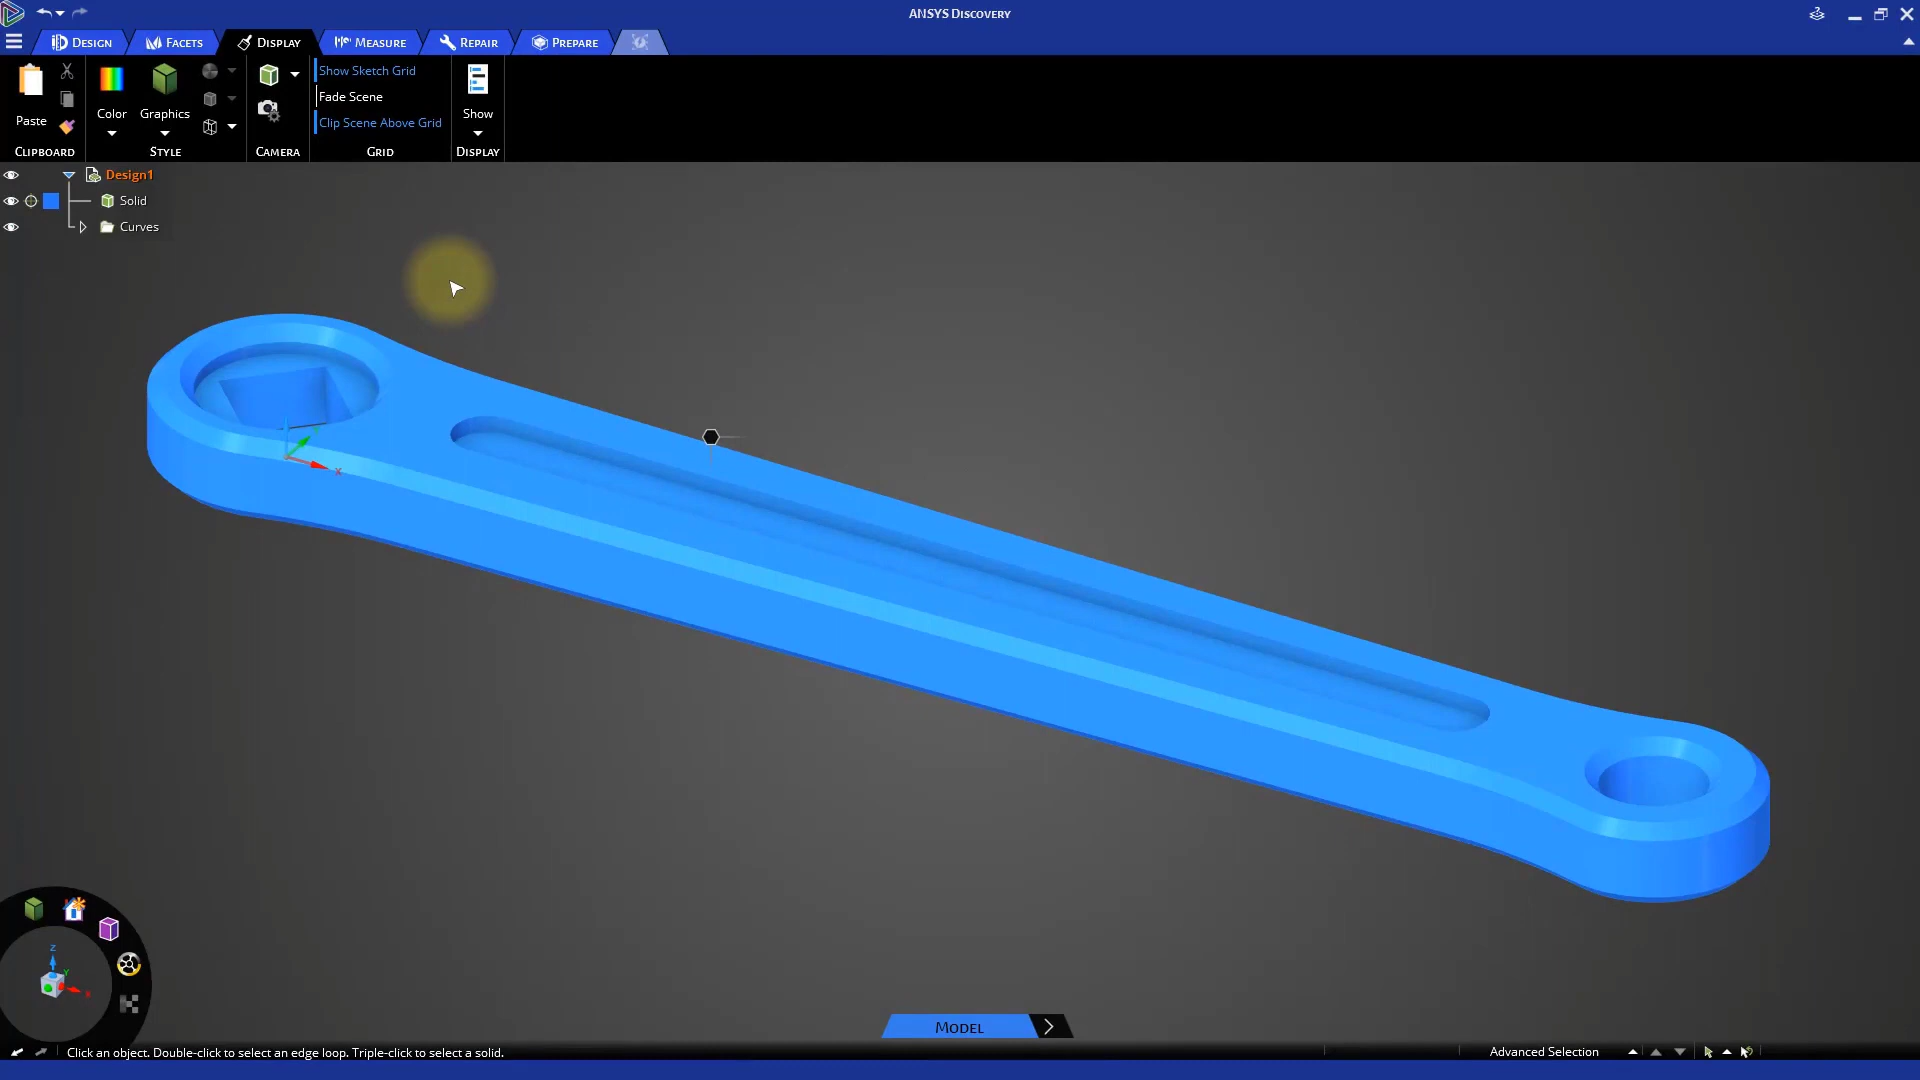 ANSYS Discovery
Design
Facets
Display
Measure
Repair
Prepare
Paste
Color
Graphics
Show Sketch Grid
Fade Scene
Clip Scene Above Grid
Show
Clipboard
Style
Camera
Grid
Display
Design1
Solid
Curves
x
z
Y
x
Model
Click an object. Double-click to select an edge loop. Triple-click to select a solid.
Advanced Selection